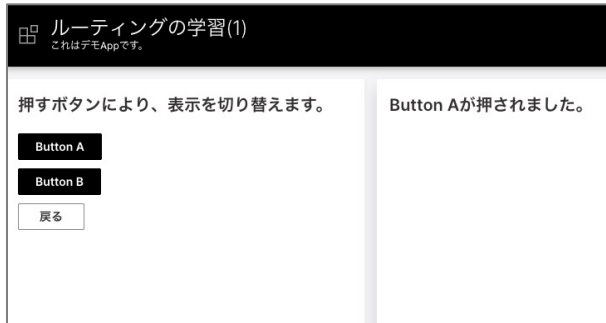 ルーティングの学習(1)
これはデモAppです。
押すボタンにより、表示を切り替えます。
Button A
Button B
戻る
Button Aが押されました。